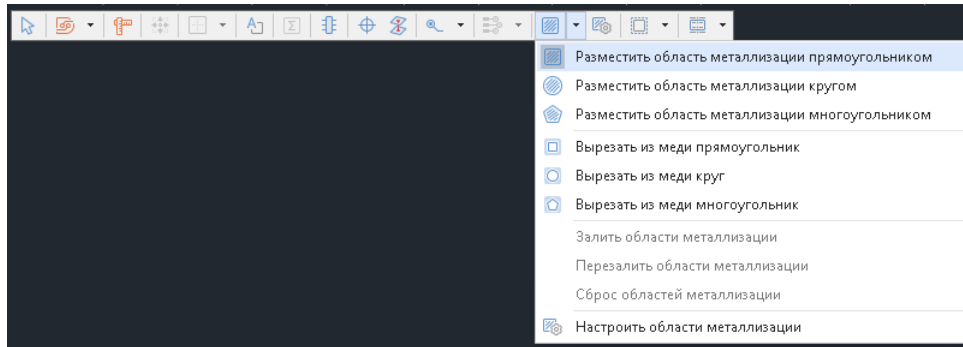 Разместить область металлизации прямоугольником
Разместить область металлизации кругом
Разместить область металлизации многоугольником
Вырезать из меди прямоугольник
Вырезать из меди круг
Вырезать из меди многоугольник
Залить области металлизации
Перезалить области металлизации
Сброс областей металлизации
Настроить области металлизации